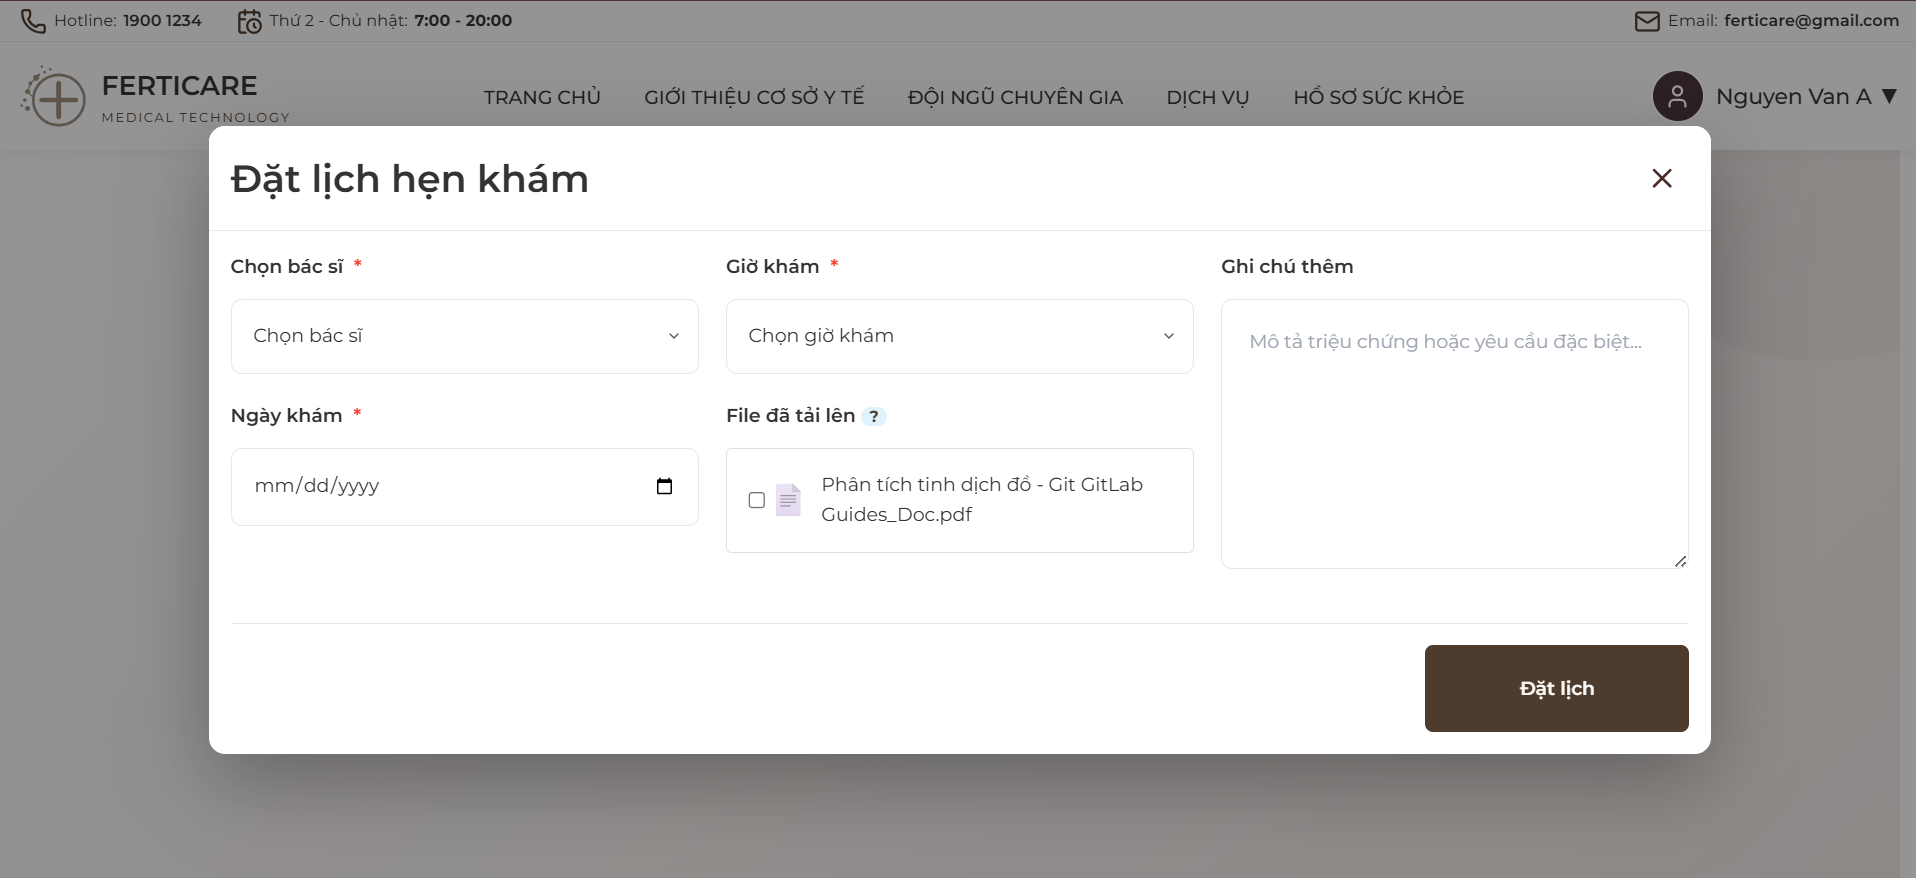 Hotline: 1900 1234
Thứ 2 - Chủ nhật: 7:00 - 20:00
Email: ferticare@gmail.com
FERTICARE
MEDICAL TECHNOLOGY
TRANG CHỦ
GIỚI THIỆU CƠ SỞ Y TẾ
ĐỘI NGŨ CHUYÊN GIA
DỊCH VỤ
HỒ SƠ SỨC KHỎE
Nguyen Van A ▼
Đặt lịch hẹn khám
Chọn bác sĩ *
Chọn bác sĩ
Giờ khám *
Chọn giờ khám
Ghi chú thêm
Mô tả triệu chứng hoặc yêu cầu đặc biệt...
Ngày khám *
mm/dd/yyyy
File đã tải lên ?
Phân tích tinh dịch đồ - Git GitLab
Guides_Doc.pdf
Đặt lịch